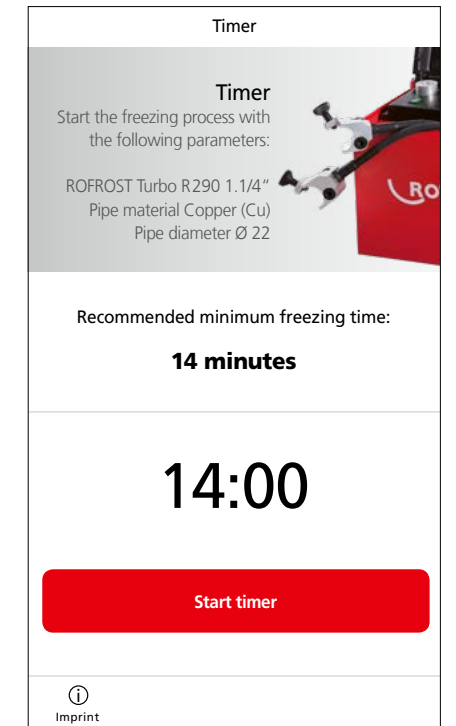 Timer
Timer
Start the freezing process with
the following parameters:
ROFROST Turbo R290 1.1/4“
Pipe material Copper (Cu)
Pipe diameter Ø 22
RO
Recommended minimum freezing time:
14 minutes
14:00
Start timer
Imprint